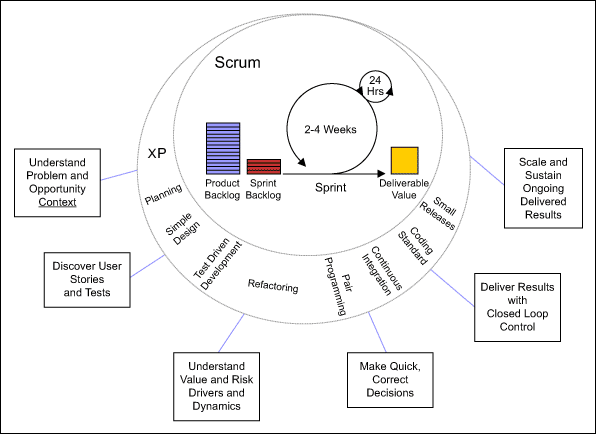 Scrum
24
Hrs
2-4 Weeks
XP
Product
Backlog
Sprint
Backlog
Sprint
Deliverable
Value
Planning
Simple
Design
Test Driven
Development
Refactoring
Pair
Programming
Continuous
Integration
Coding
Standard
Small
Releases
Understand
Problem and
Opportunity
Context
Discover User
Stories
and Tests
Understand
Value and Risk
Drivers and
Dynamics
Make Quick,
Correct
Decisions
Deliver Results
with
Closed Loop
Control
Scale and
Sustain
Ongoing
Delivered
Results